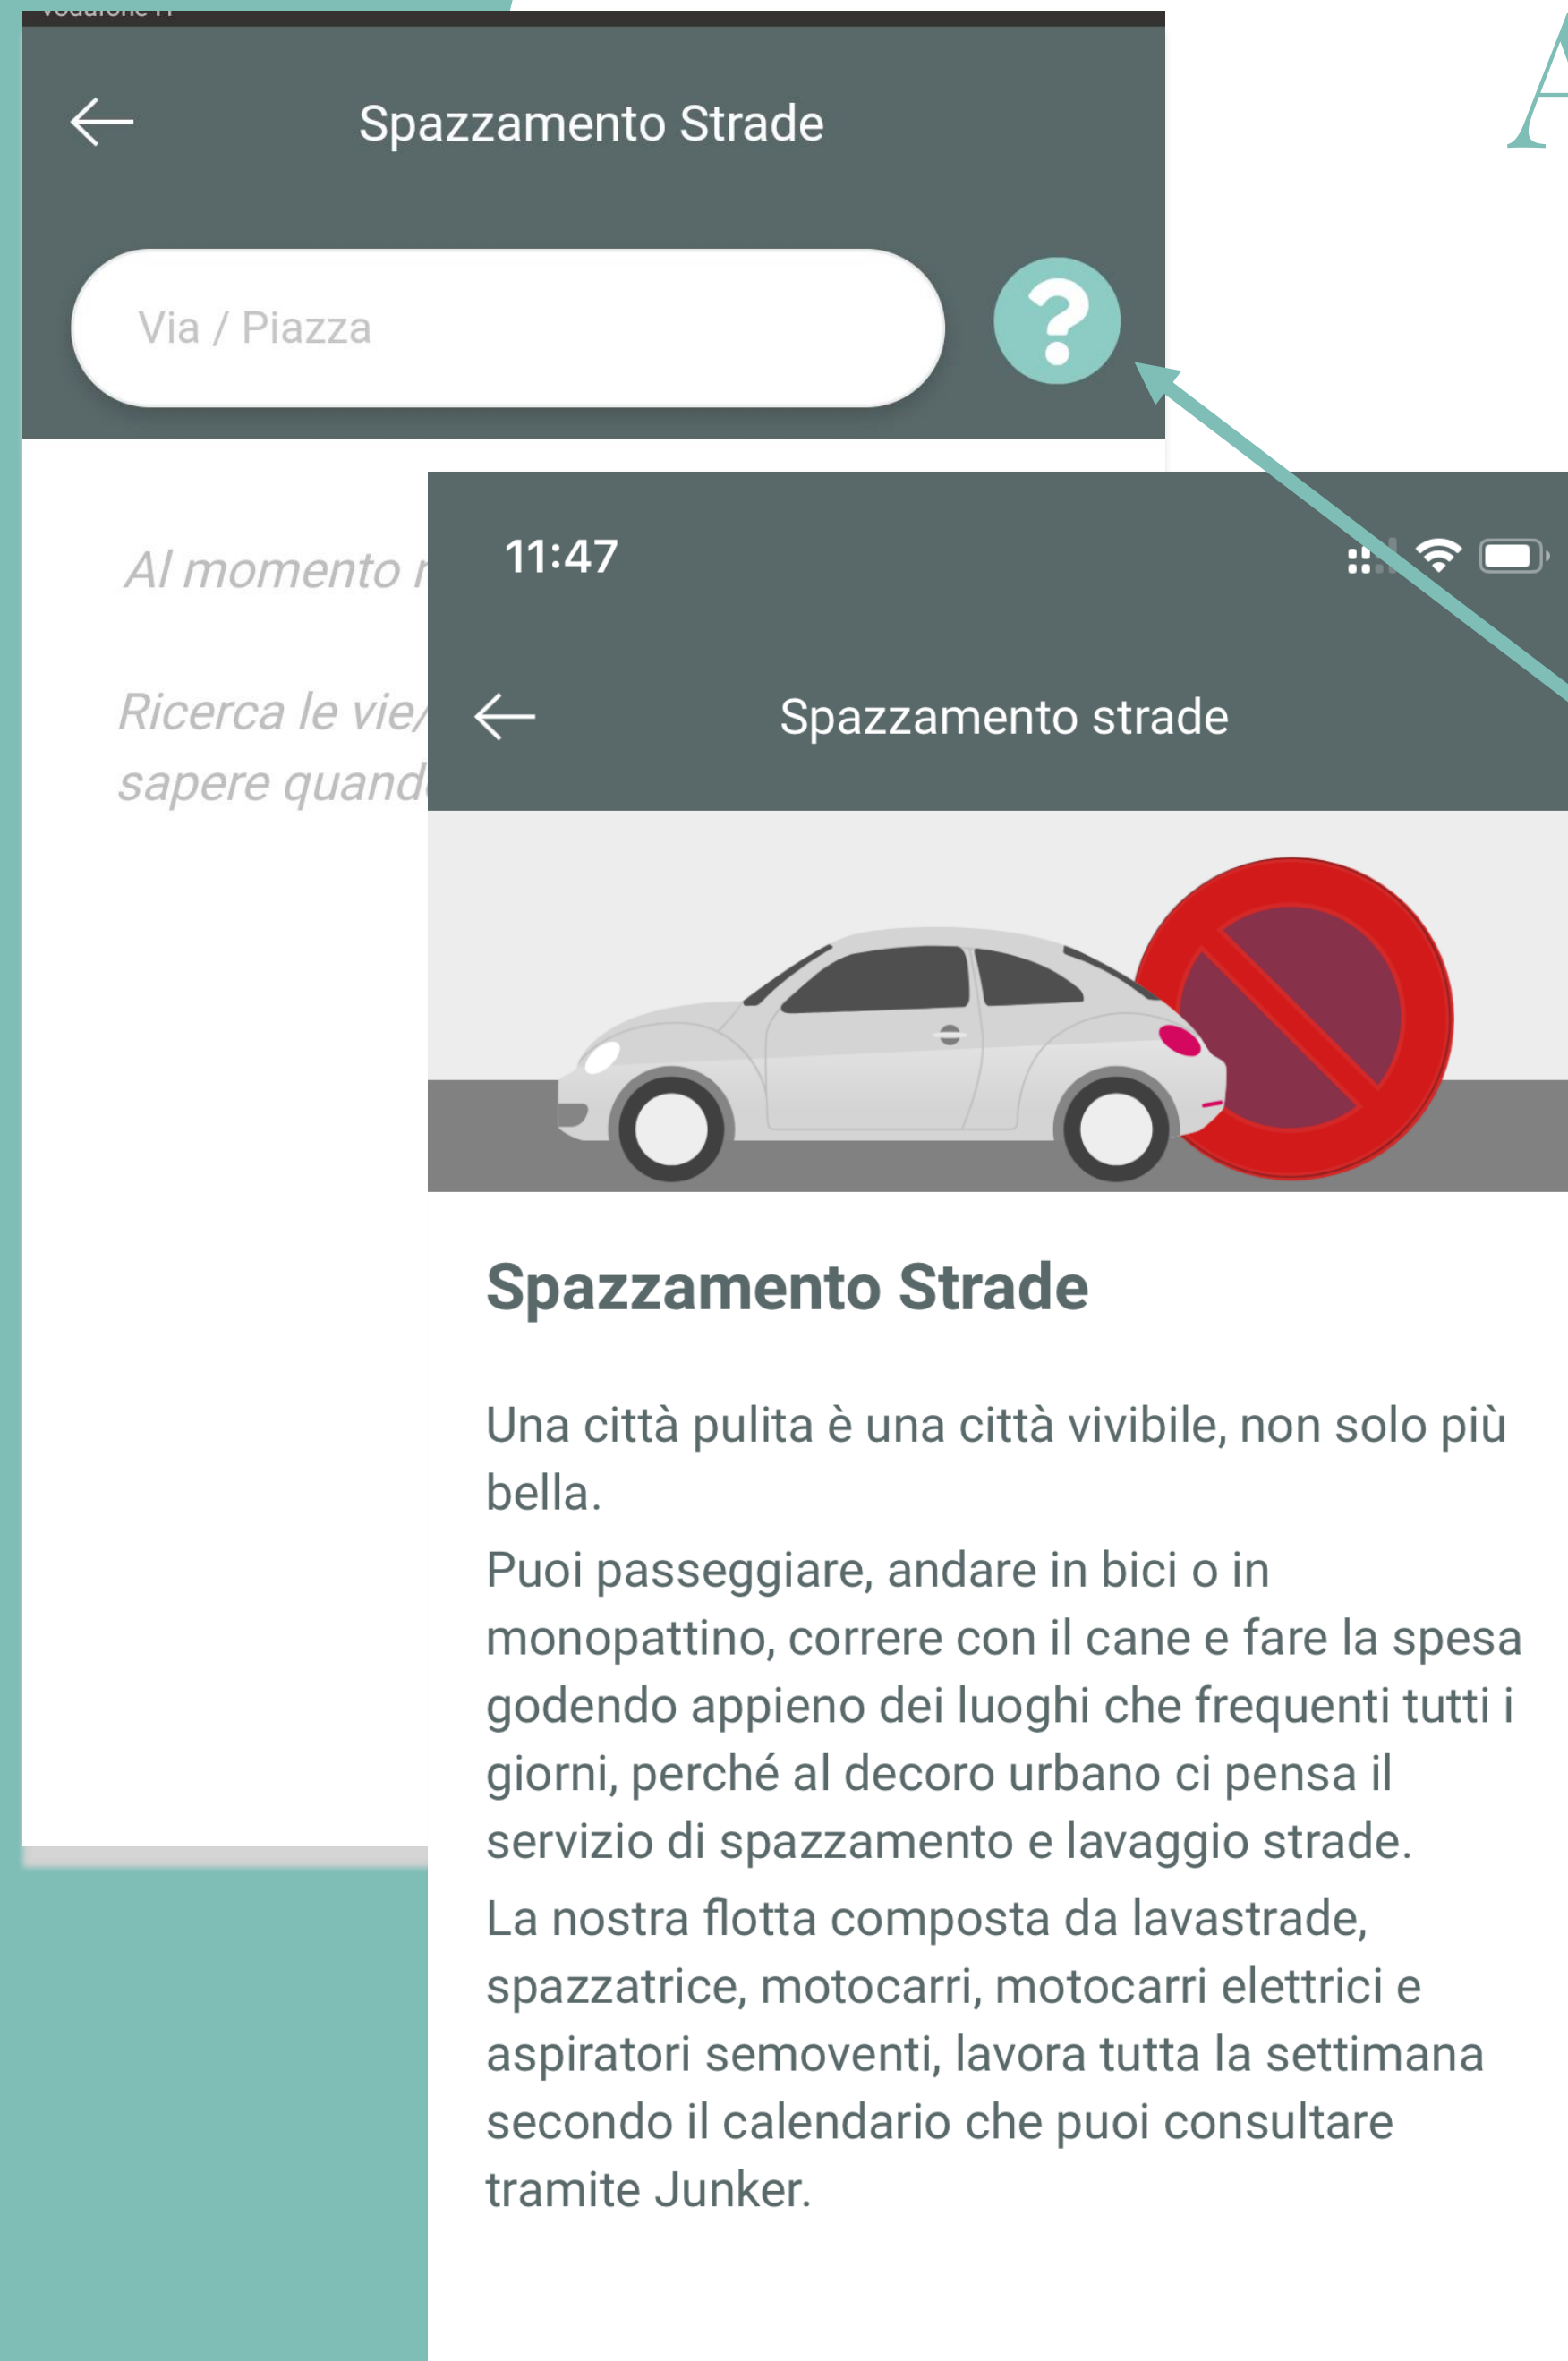 Spazzamento Strade
Via / Piazza
Al momento
Ricerca le vie/
sapere
11:47
Spazzamento strade
Spazzamento Strade
Una città pulita è una città vivibile, non solo più
bella.
Puoi passeggiare, andare in bici o in
monopattino, correre con il cane e fare la spesa
godendo appieno dei luoghi che frequenti tutti i
giorni, perché al decoro urbano ci pensa il
servizio di spazzamento e lavaggio strade.
La nostra flotta composta da lavastrade,
spazzatrice, motocarri, motocarri elettrici e
aspiratori semoventi, lavora tutta la settimana
secondo il calendario che puoi consultare
tramite Junker.